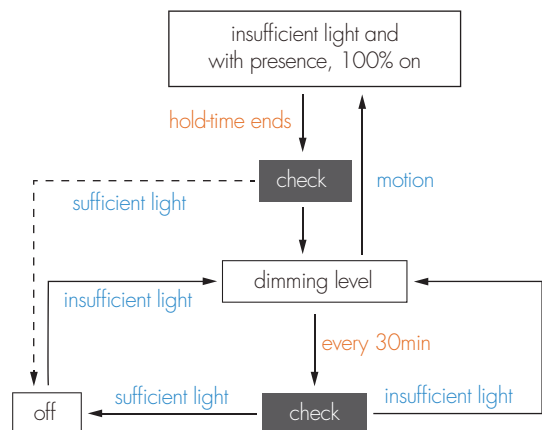 insufficient light and
with presence, 100% on
hold-time ends
check
motion
sufficient light
dimming level
insufficient light
every 30min
off
sufficient light
check
insufficient light